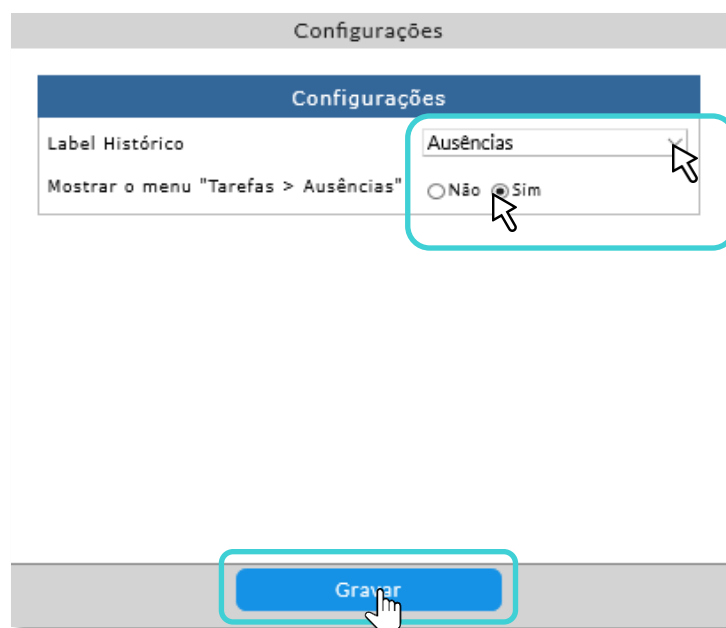 Configurações
Configurações
Label Histórico Ausências
Mostrar o menu "Tarefas > Ausências" Não Sim
Gravar